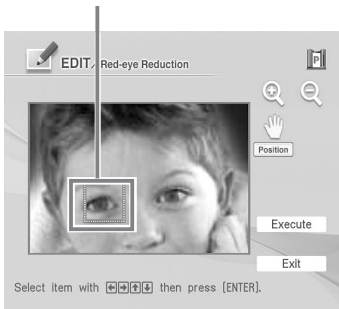 EDIT/Red-eye Reduction
P
Position
Execute
Exit
Select item with ←→↑↓ then press [ENTER].